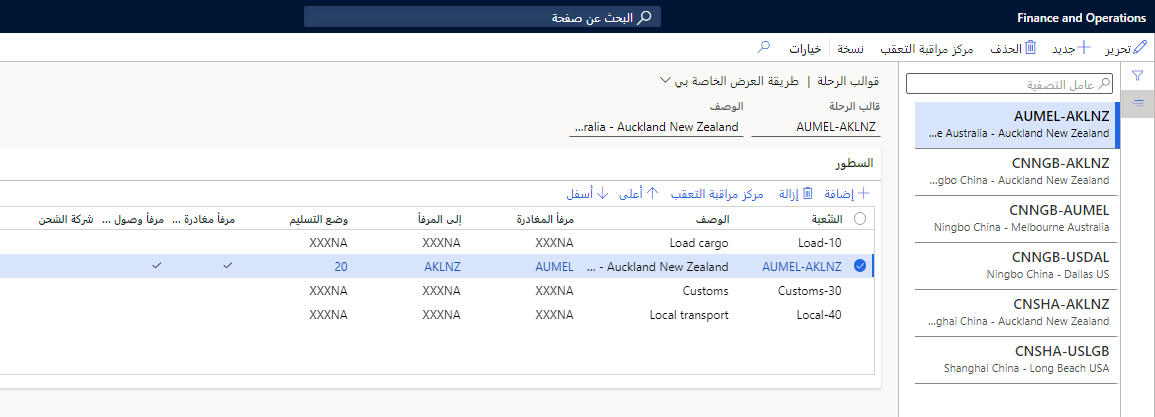 Finance and Operations
البحث عن صفحة
تحرير جديد الحذف مركز مراقبة التعقب نسخة خيارات
عامل التصفية
AUMEL-AKLNZ
...e Australia - Auckland New Zealand
CNNGB-AKLNZ
...gbo China - Auckland New Zealand
CNNGB-AUMEL
Ningbo China - Melbourne Australia
CNNGB-USDAL
Ningbo China - Dallas US
CNSHA-AKLNZ
...ghai China - Auckland New Zealand
CNSHA-USLGB
Shanghai China - Long Beach USA
قوالب الرحلة | طريقة العرض الخاصة بي
قالب الرحلة الوصف
AUMEL-AKLNZ ...ralia - Auckland New Zealand
السطور
إضافة إزالة مركز مراقبة التعقب أعلى أسفل
الشعبة الوصف مرفأ المغادرة إلى المرفأ وضع التسليم مرفأ مغادرة ... مرفأ وصول ... شركة الشحن
Load-10 Load cargo XXXNA XXXNA XXXNA
AUMEL-AKLNZ ... - Auckland New Zealand AUMEL AKLNZ 20
Customs-30 Customs XXXNA XXXNA XXXNA
Local-40 Local transport XXXNA XXXNA XXXNA